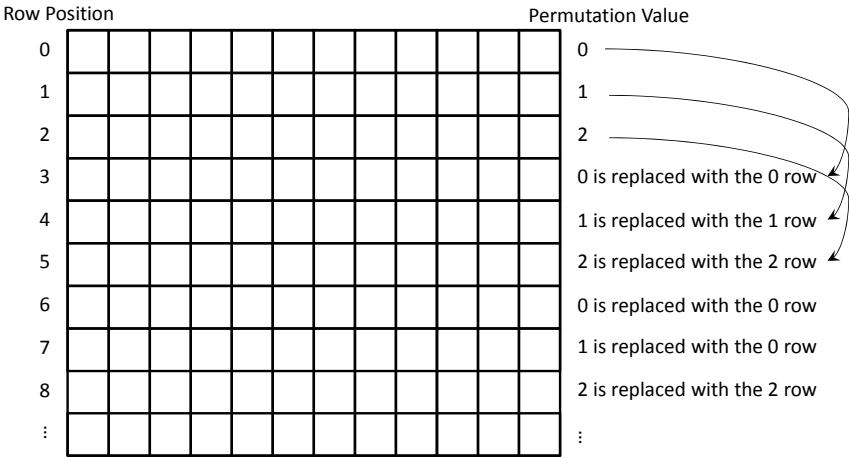 Row Position Permutation Value
0 0
1 1
2 2
3 0 is replaced with the 0 row
4 1 is replaced with the 1 row
5 2 is replaced with the 2 row
6 0 is replaced with the 0 row
7 1 is replaced with the 0 row
8 2 is replaced with the 2 row
⋮ ⋮